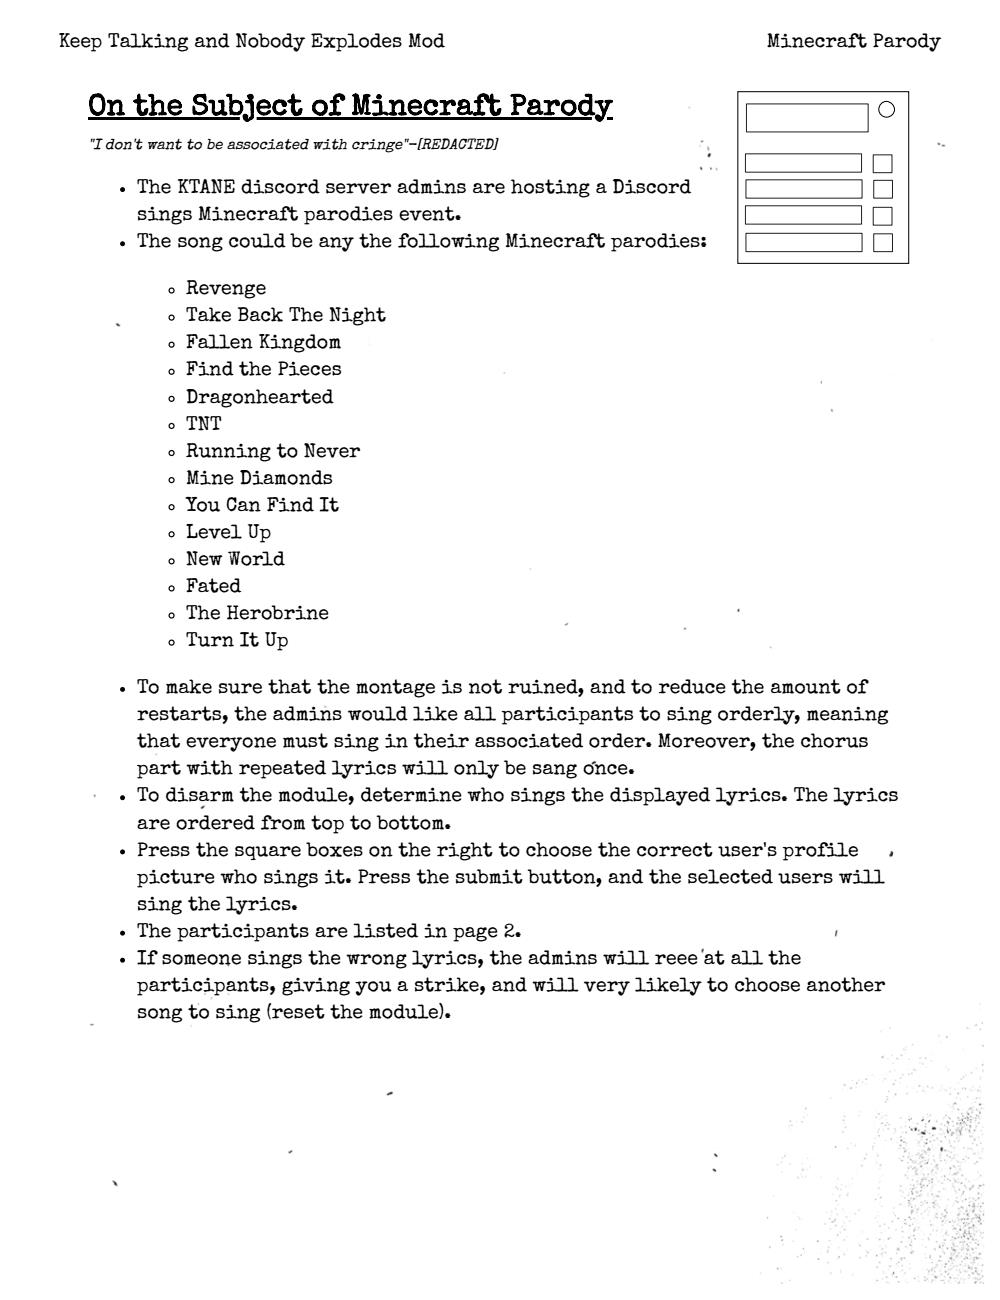 Keep Talking and Nobody Explodes Mod
Minecraft Parody
On the Subject of Minecraft Parody
"I don't want to be associated with cringe"-[REDACTED]
• The KTANE discord server admins are hosting a Discord
sings Minecraft parodies event.
• The song could be any the following Minecraft parodies:
◦ Revenge
◦ Take Back The Night
◦ Fallen Kingdom
◦ Find the Pieces
◦ Dragonhearted
◦ TNT
◦ Running to Never
◦ Mine Diamonds
◦ You Can Find It
◦ Level Up
◦ New World
◦ Fated
◦ The Herobrine
◦ Turn It Up
• To make sure that the montage is not ruined, and to reduce the amount of
restarts, the admins would like all participants to sing orderly, meaning
that everyone must sing in their associated order. Moreover, the chorus
part with repeated lyrics will only be sang once.
• To disarm the module, determine who sings the displayed lyrics. The lyrics
are ordered from top to bottom.
• Press the square boxes on the right to choose the correct user's profile
picture who sings it. Press the submit button, and the selected users will
sing the lyrics.
• The participants are listed in page 2.
• If someone sings the wrong lyrics, the admins will reee at all the
participants, giving you a strike, and will very likely to choose another
song to sing (reset the module).